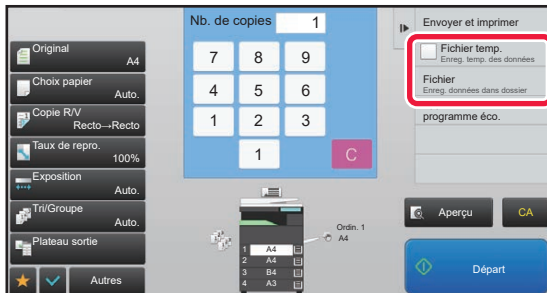 Nb. de copies 1
Envoyer et imprimer
Original
A4
Fichier temp.
Enreg. temp. des données
Choix papier
Auto.
Fichier
Enreg. données dans dossier
Copie R/V
Recto→Recto
programme éco.
Taux de repro.
100%
Exposition
Auto.
Tri/Groupe
Auto.
Plateau sortie
Autres
7 8 9
4 5 6
1 2 3
1 C
Ordin. 1
A4
1 A4
2 A4
3 B4
4 A3
Aperçu
CA
Départ